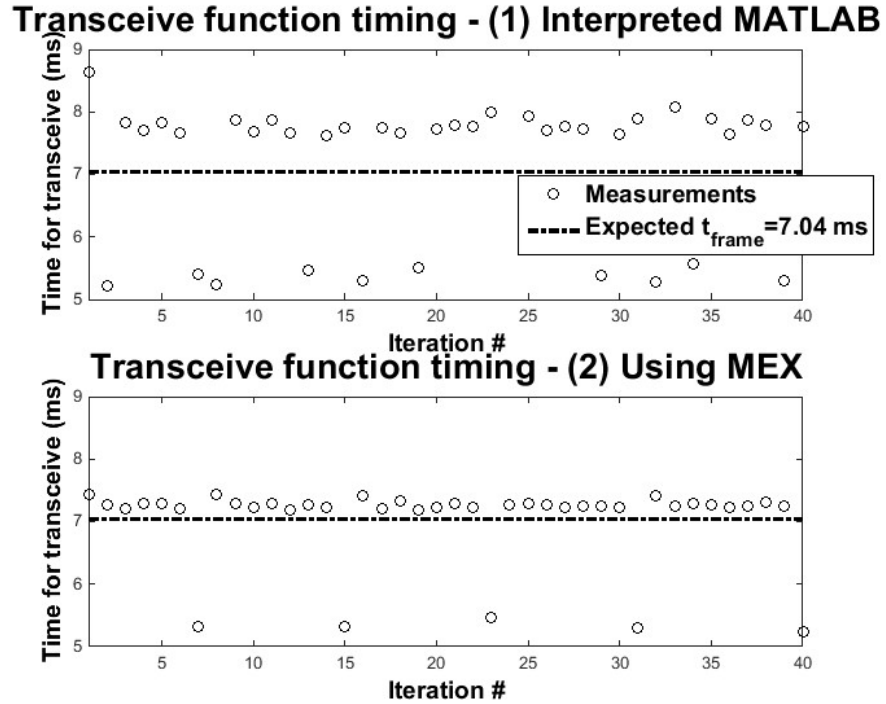 Transceive function timing - (1) Interpreted MATLAB
Time for transceive (ms)
9
8
7
6
5
Measurements
Expected t_frame=7.04 ms
5 10 15 20 25 30 35 40
Iteration #
Transceive function timing - (2) Using MEX
Time for transceive (ms)
9
8
7
6
5
5 10 15 20 25 30 35 40
Iteration #